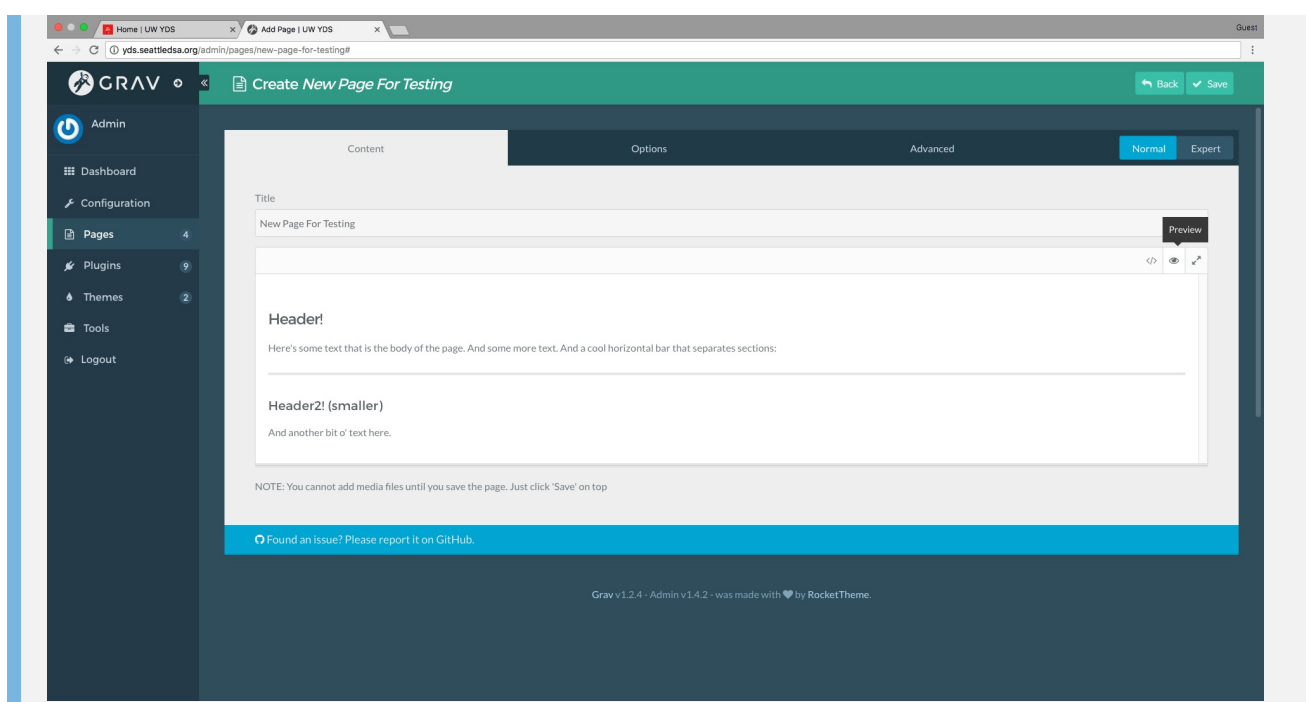 Home | UW YDS
Add Page | UW YDS
Guest
yds.seattledsa.org/admin/pages/new-page-for-testing#
GRAV
Create New Page For Testing
Back
Save
Admin
Content
Options
Advanced
Normal
Expert
Dashboard
Configuration
Title
New Page For Testing
Pages 4
Preview
Plugins 9
Themes 2
Tools
Logout
Header!
Here's some text that is the body of the page. And some more text. And a cool horizontal bar that separates sections:
Header2! (smaller)
And another bit o' text here.
NOTE: You cannot add media files until you save the page. Just click 'Save' on top
Found an issue? Please report it on GitHub.
Grav v1.2.4 - Admin v1.4.2 - was made with ♥ by RocketTheme.